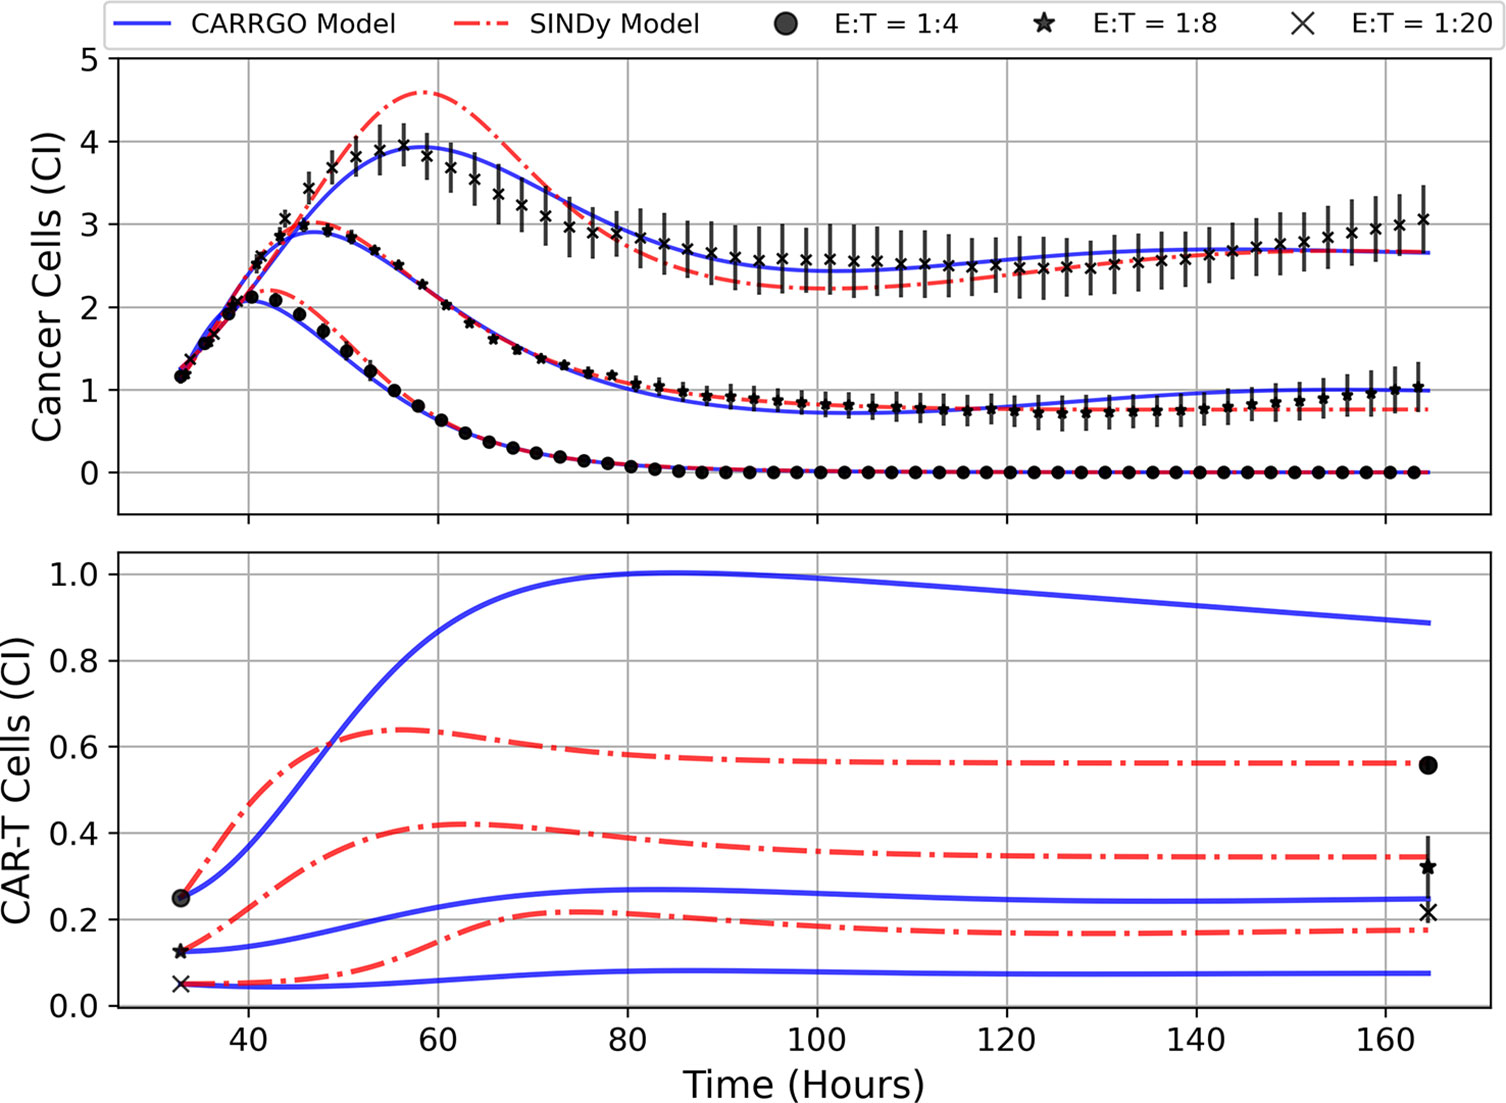 CARRGO Model SINDy Model E:T = 1:4 E:T = 1:8 E:T = 1:20
Cancer Cells (CI)
5
4
3
2
1
0
CAR-T Cells (CI)
1.0
0.8
0.6
0.4
0.2
0.0
40 60 80 100 120 140 160
Time (Hours)